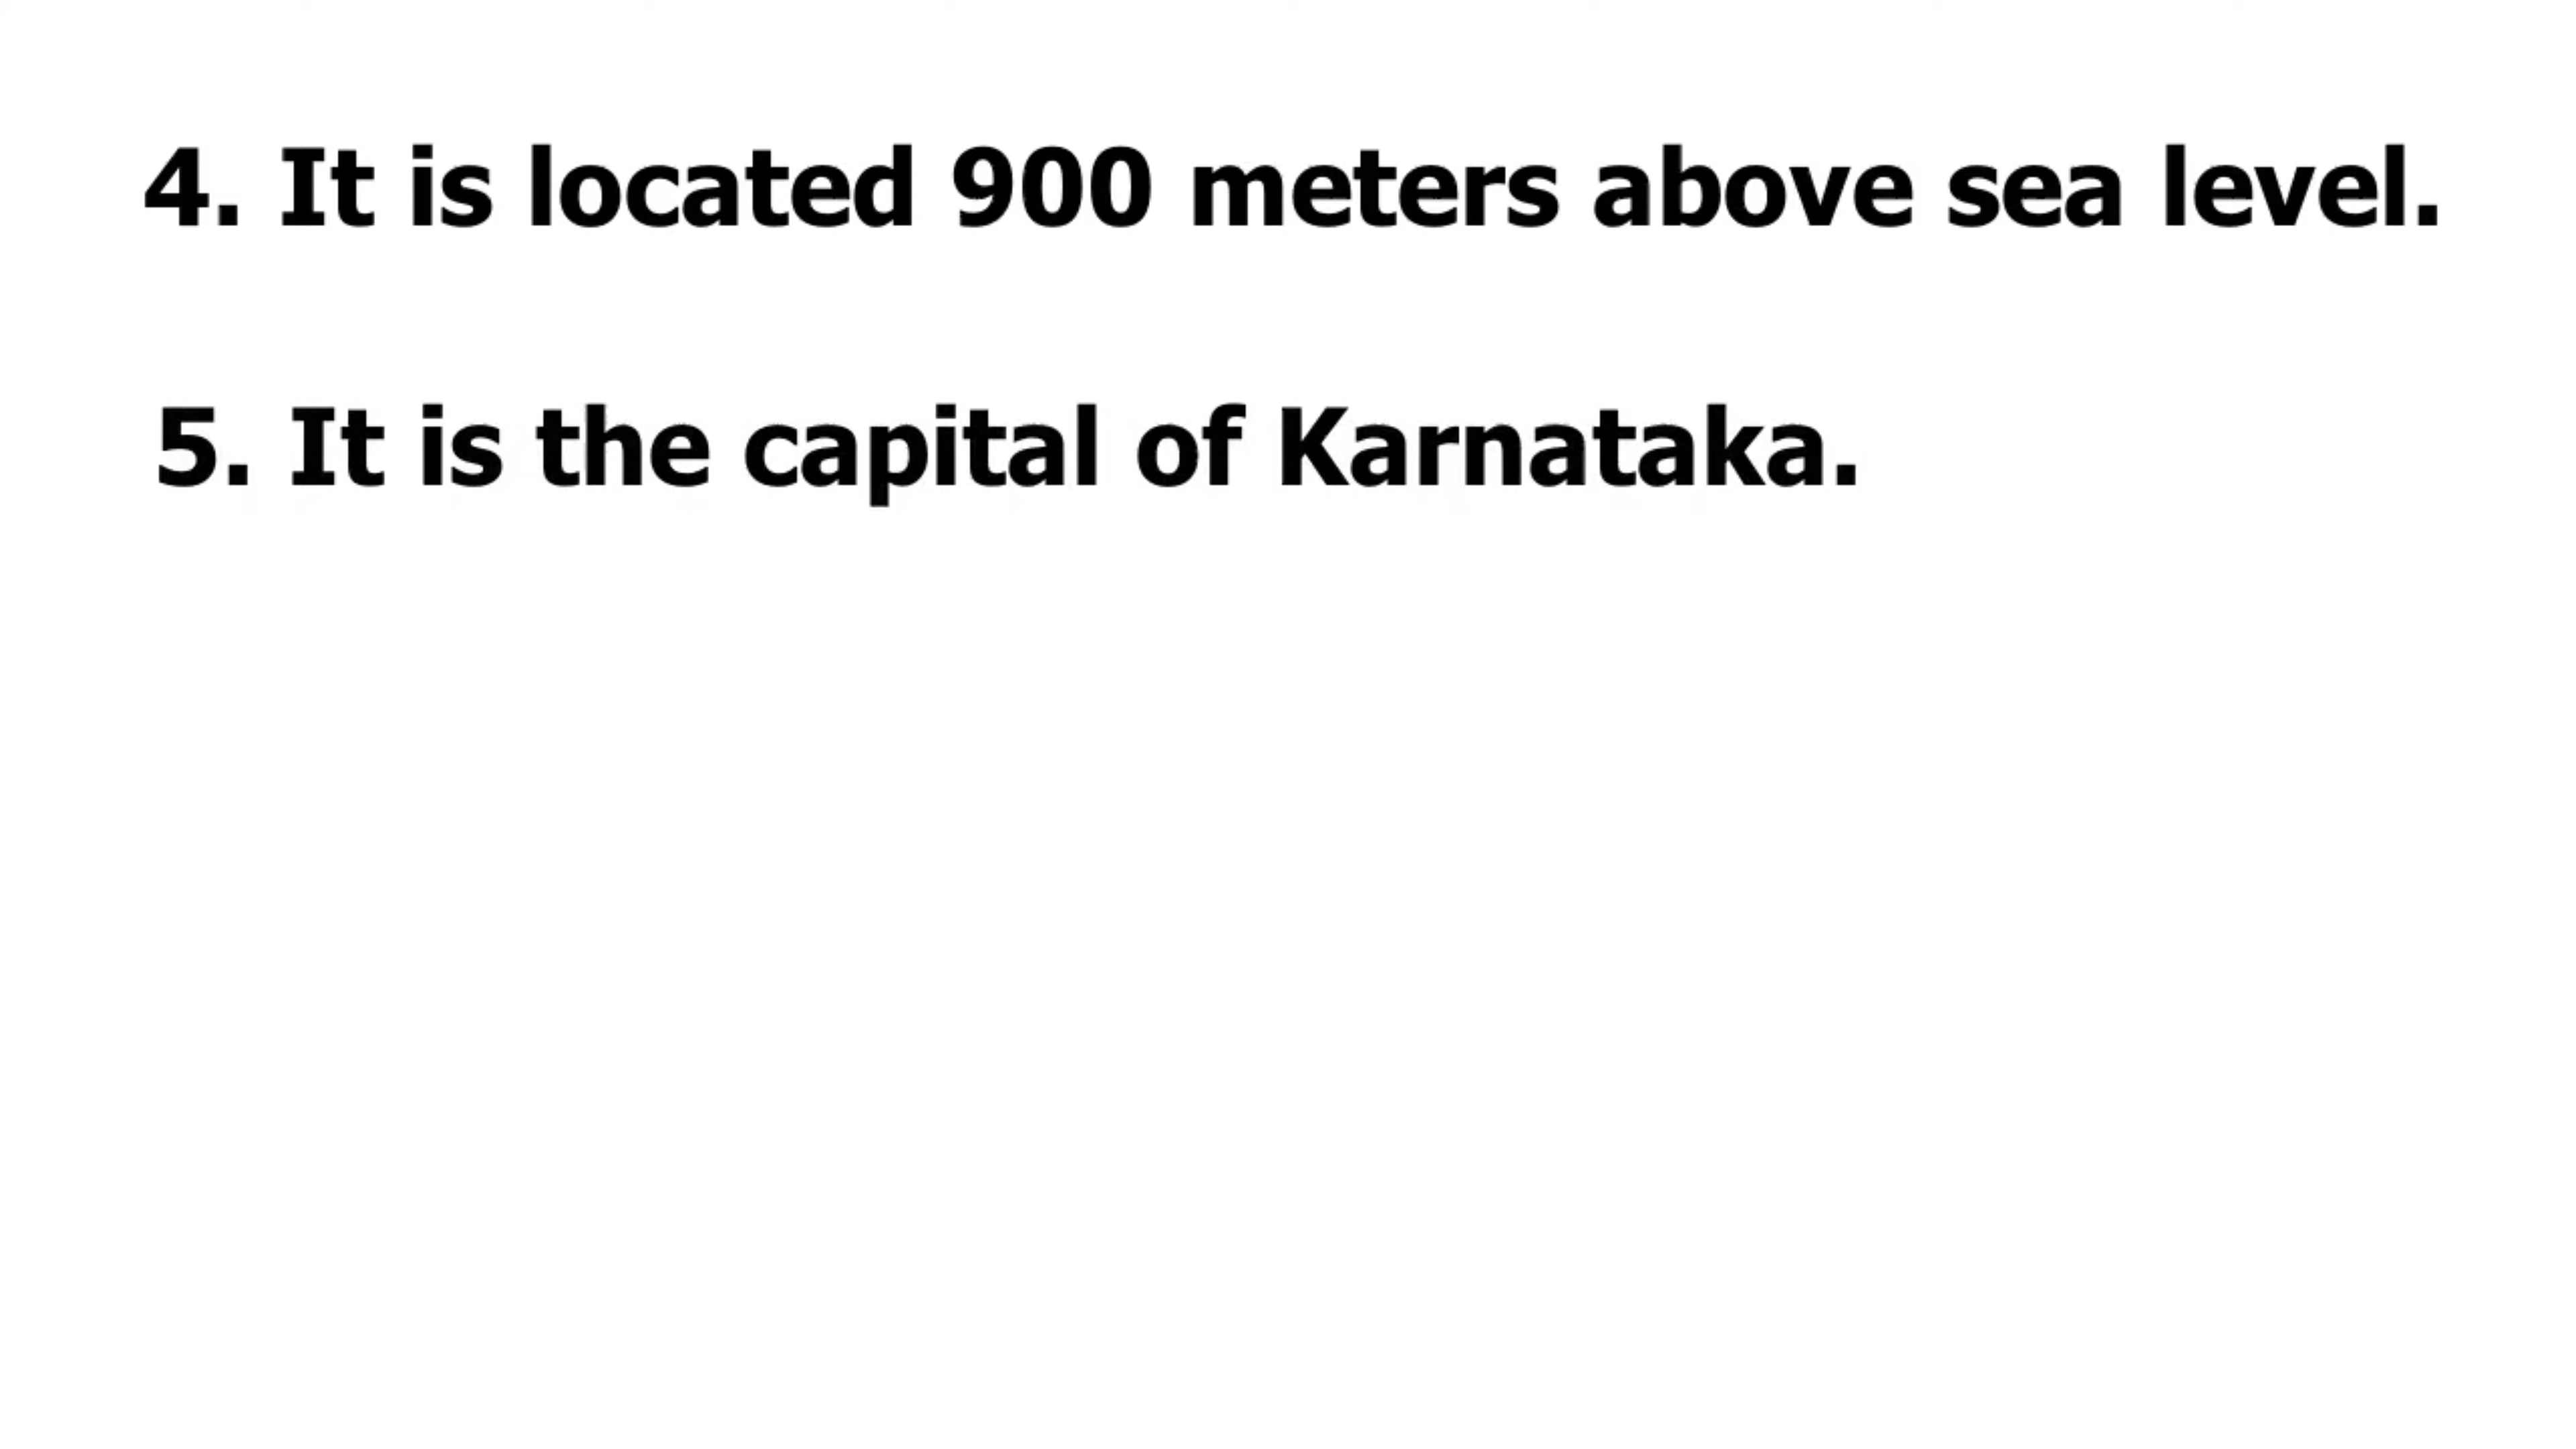 4. It is located 900 meters above sea level.
5. It is the capital of Karnataka.